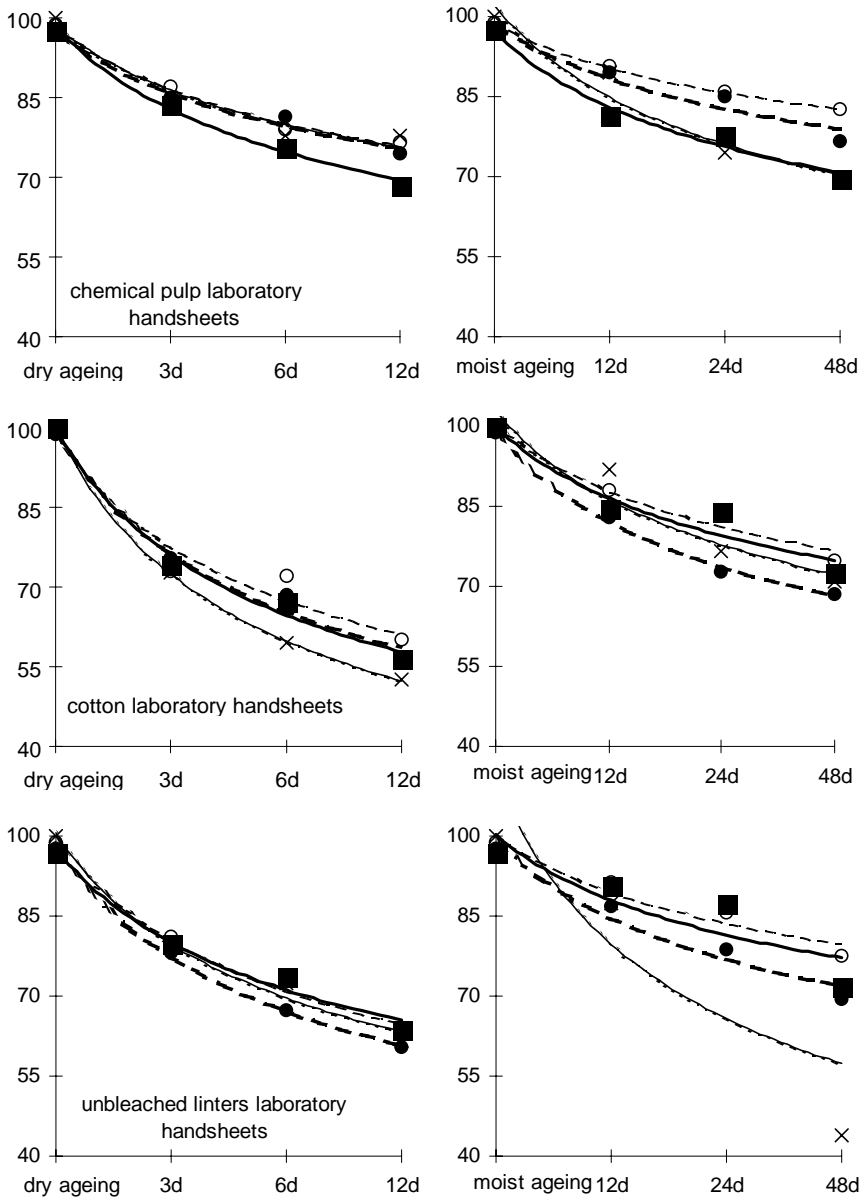 100
85
70
55
40
chemical pulp laboratory
handsheets
dry ageing 3d 6d 12d
100
85
70
55
40
moist ageing 12d 24d 48d
100
85
70
55
40
cotton laboratory handsheets
dry ageing 3d 6d 12d
100
85
70
55
40
moist ageing 12d 24d 48d
100
85
70
55
40
unbleached linters laboratory
handsheets
dry ageing 3d 6d 12d
100
85
70
55
40
moist ageing 12d 24d 48d